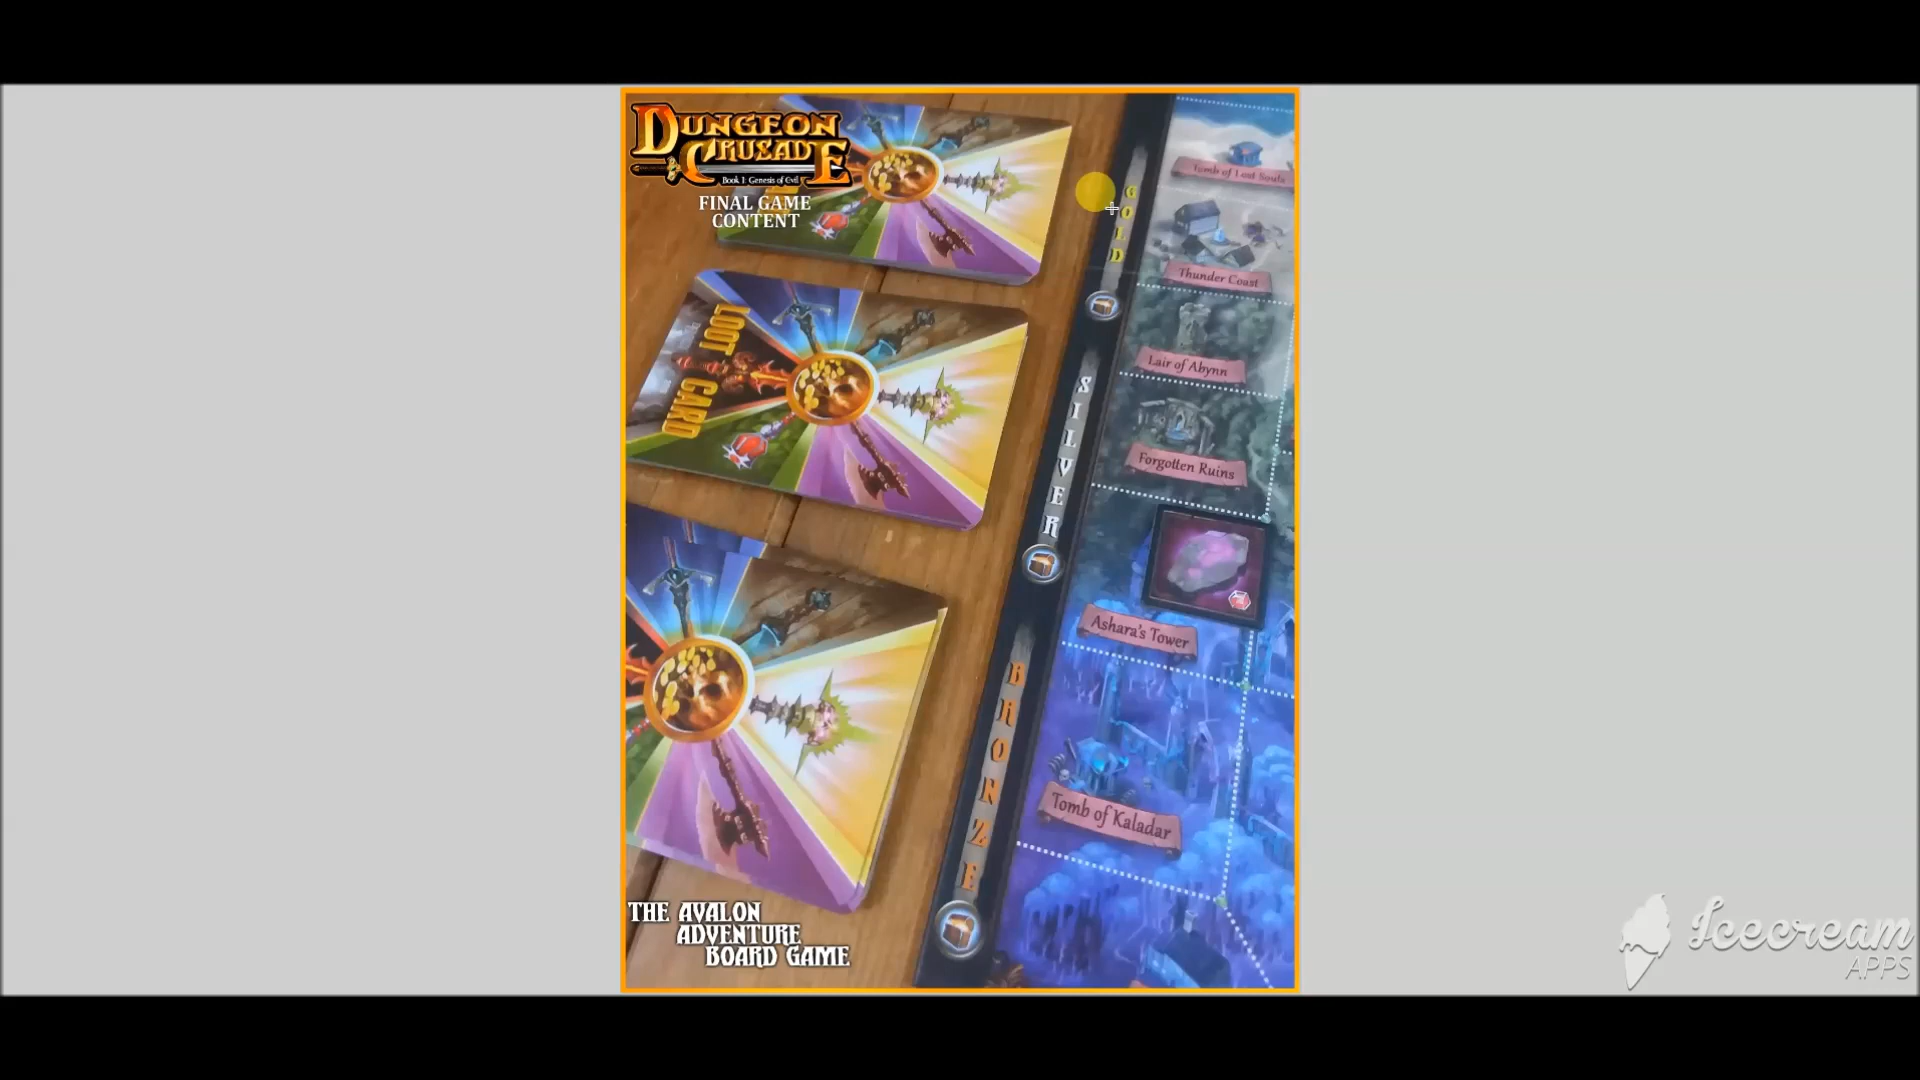 DUNGEON
CRUSADE
Book 1: Genesis of Evil
FINAL GAME
CONTENT
LOOT CARD
GOLD
SILVER
BRONZE
Tomb of Lost Souls
Thunder Coast
Lair of Abynn
Forgotten Ruins
Ashara's Tower
Tomb of Kaladar
THE AVALON
ADVENTURE
BOARD GAME
Icecream
APPS